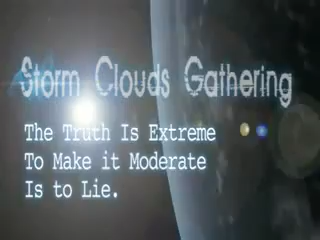 Storm Clouds Gathering
The Truth Is Extreme
To Make it Moderate
Is to Lie.